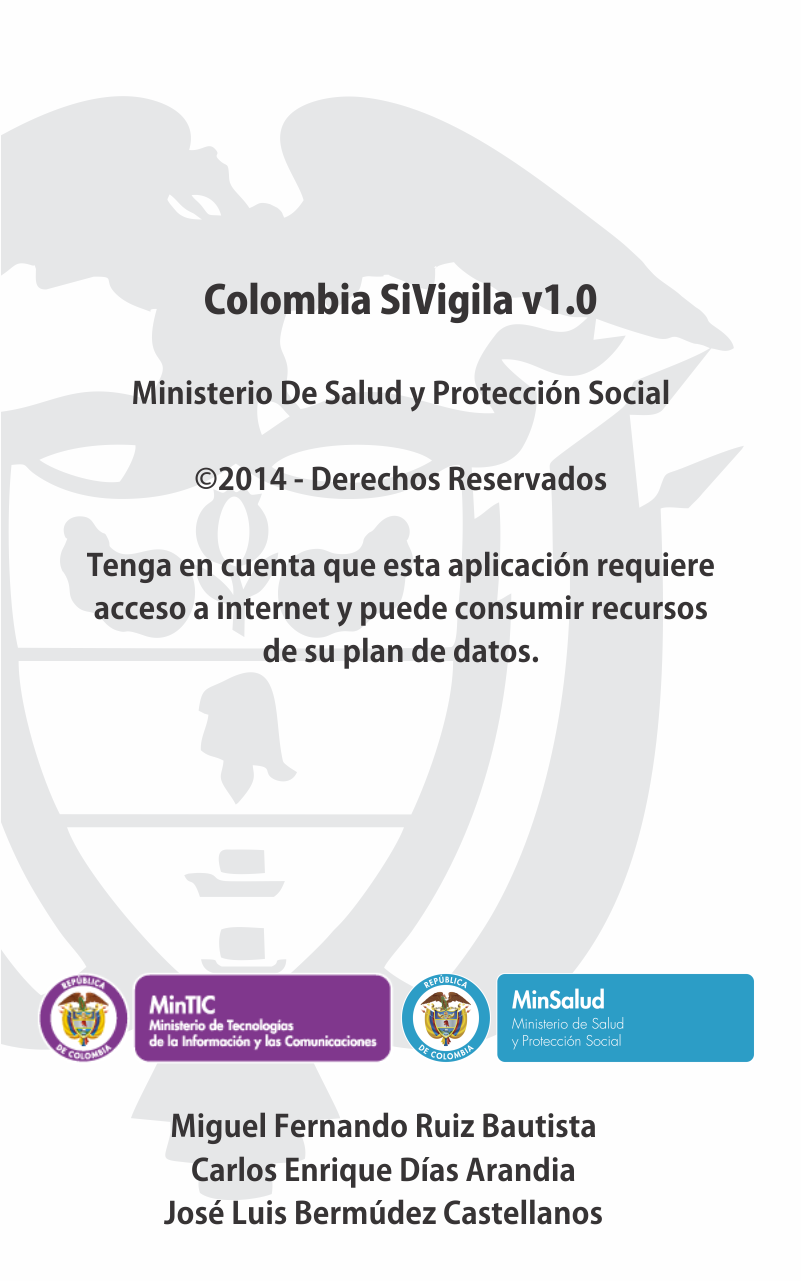 Colombia SiVigila v1.0
Ministerio De Salud y Protección Social
©2014 - Derechos Reservados
Tenga en cuenta que esta aplicación requiere
acceso a internet y puede consumir recursos
de su plan de datos.
REPÚBLICA
DE COLOMBIA
MinTIC
Ministerio de Tecnologías
de la Información y las Comunicaciones
REPÚBLICA
DE COLOMBIA
MinSalud
Ministerio de Salud
y Protección Social
Miguel Fernando Ruiz Bautista
Carlos Enrique Días Arandia
José Luis Bermúdez Castellanos